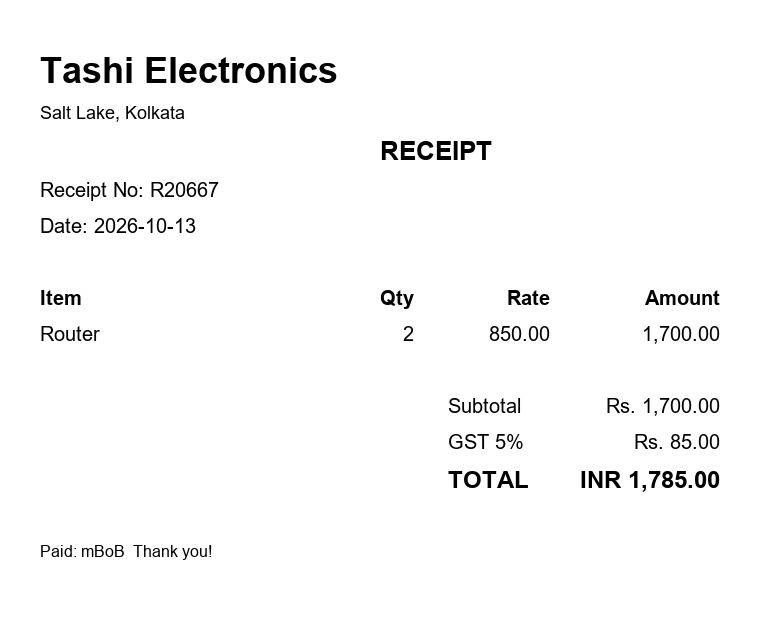 Tashi Electronics
Salt Lake, Kolkata
RECEIPT
Receipt No: R20667
Date: 2026-10-13
Item Qty Rate Amount
Router 2 850.00 1,700.00
Subtotal Rs. 1,700.00
GST 5% Rs. 85.00
TOTAL INR 1,785.00
Paid: mBoB  Thank you!